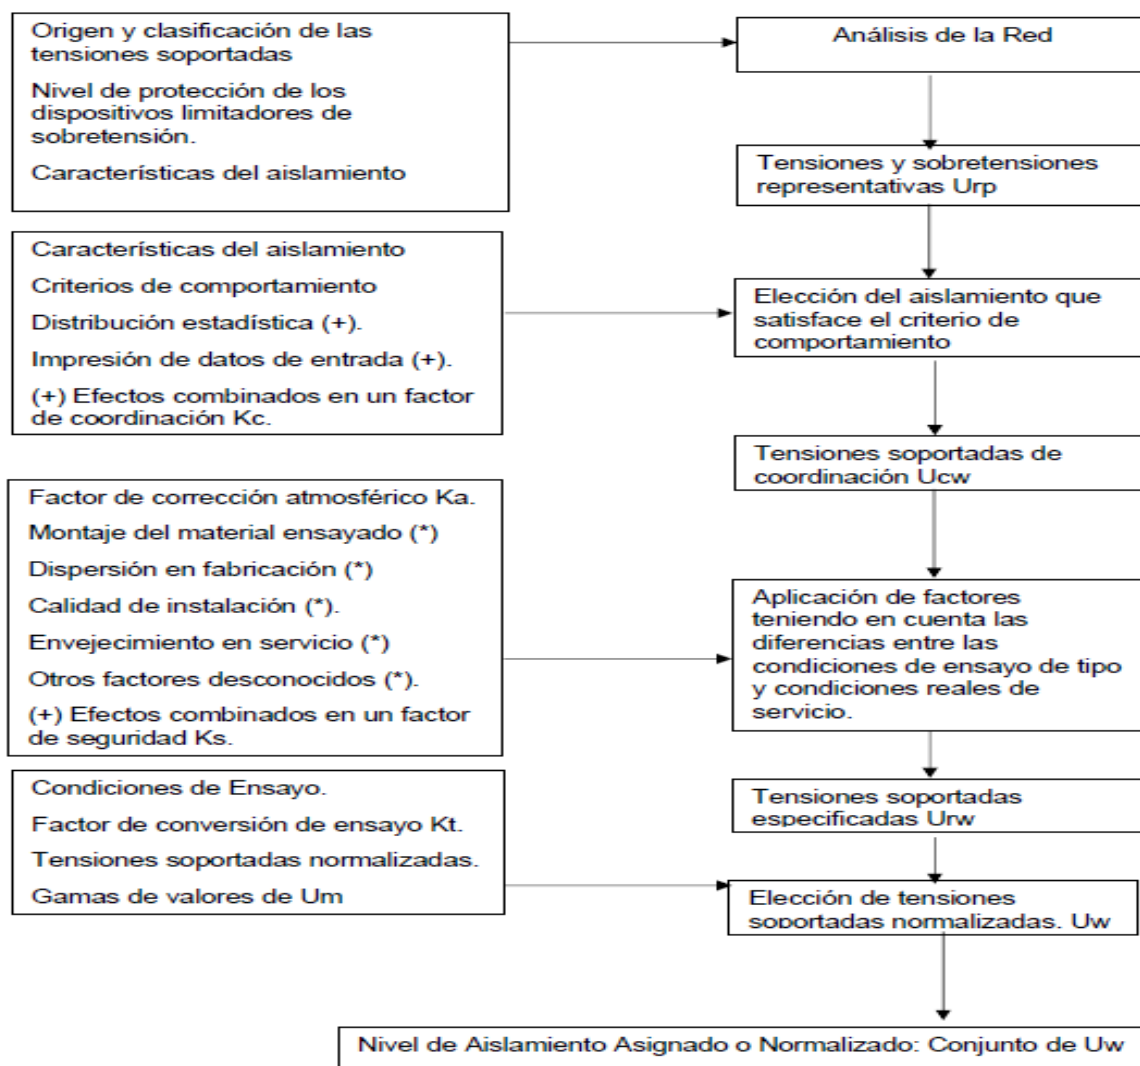 Origen y clasificación de las
tensiones soportadas
Nivel de protección de los
dispositivos limitadores de
sobretensión.
Características del aislamiento
Análisis de la Red
Tensiones y sobretensiones
representativas Urp
Características del aislamiento
Criterios de comportamiento
Distribución estadística (+).
Impresión de datos de entrada (+).
(+) Efectos combinados en un factor
de coordinación Kc.
Elección del aislamiento que
satisface el criterio de
comportamiento
Tensiones soportadas de
coordinación Ucw
Factor de corrección atmosférico Ka.
Montaje del material ensayado (*)
Dispersión en fabricación (*)
Calidad de instalación (*).
Envejecimiento en servicio (*)
Otros factores desconocidos (*).
(+) Efectos combinados en un factor
de seguridad Ks.
Aplicación de factores
teniendo en cuenta las
diferencias entre las
condiciones de ensayo de tipo
y condiciones reales de
servicio.
Tensiones soportadas
especificadas Urw
Condiciones de Ensayo.
Factor de conversión de ensayo Kt.
Tensiones soportadas normalizadas.
Gamas de valores de Um
Elección de tensiones
soportadas normalizadas. Uw
Nivel de Aislamiento Asignado o Normalizado: Conjunto de Uw